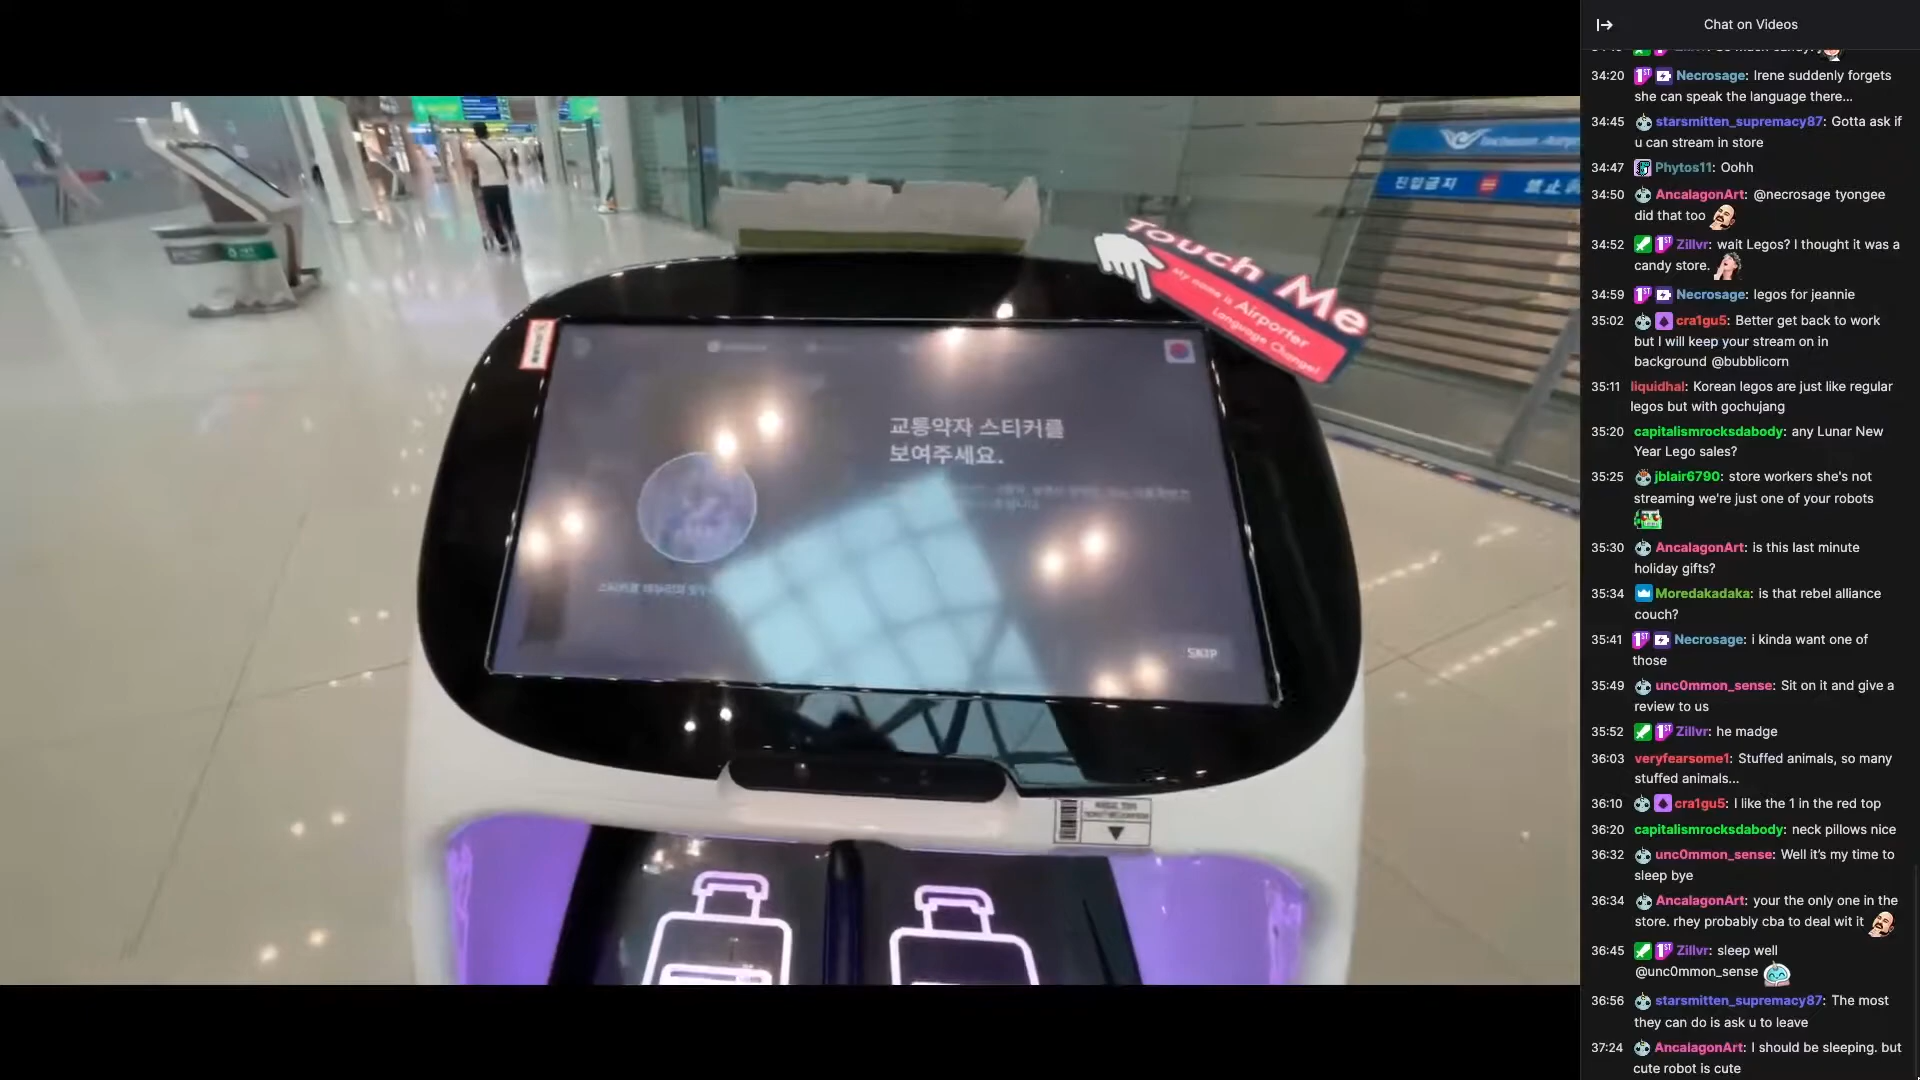 Touch Me
My name is Airporter
Language Change!
진입금지
禁止
교통약자 스티커를
보여주세요.
SKIP
Chat on Videos
34:20 Necrosage: Irene suddenly forgets
she can speak the language there...
34:45 starsmitten_supremacy87: Gotta ask if
u can stream in store
34:47 Phytos11: Oohh
34:50 AncalagonArt: @necrosage tyongee
did that too
34:52 Zillvr: wait Legos? I thought it was a
candy store.
34:59 Necrosage: legos for jeannie
35:02 cra1gu5: Better get back to work
but I will keep your stream on in
background @bubblicorn
35:11 liquidhal: Korean legos are just like regular
legos but with gochujang
35:20 capitalismrocksdabody: any Lunar New
Year Lego sales?
35:25 jblair6790: store workers she's not
streaming we're just one of your robots
35:30 AncalagonArt: is this last minute
holiday gifts?
35:34 Moredakadaka: is that rebel alliance
couch?
35:41 Necrosage: i kinda want one of
those
35:49 unc0mmon_sense: Sit on it and give a
review to us
35:52 Zillvr: he madge
36:03 veryfearsome1: Stuffed animals, so many
stuffed animals...
36:10 cra1gu5: I like the 1 in the red top
36:20 capitalismrocksdabody: neck pillows nice
36:32 unc0mmon_sense: Well it's my time to
sleep bye
36:34 AncalagonArt: your the only one in the
store. rhey probably cba to deal wit it
36:45 Zillvr: sleep well
@unc0mmon_sense
36:56 starsmitten_supremacy87: The most
they can do is ask u to leave
37:24 AncalagonArt: I should be sleeping. but
cute robot is cute